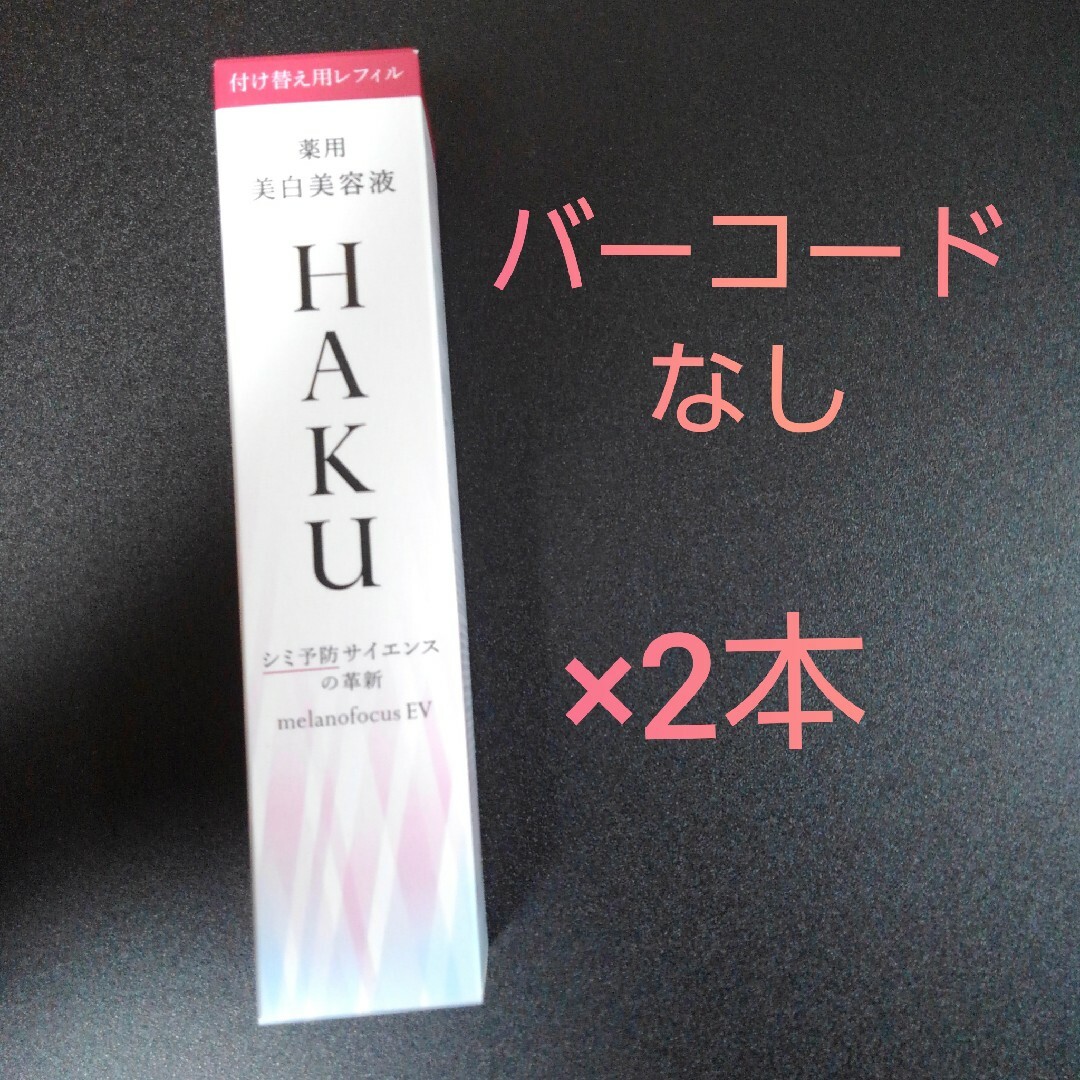 付け替え用レフィル
薬用
美白美容液
HAKU
シミ予防サイエンス
の革新
melanofocus EV
バーコード
なし
×2本